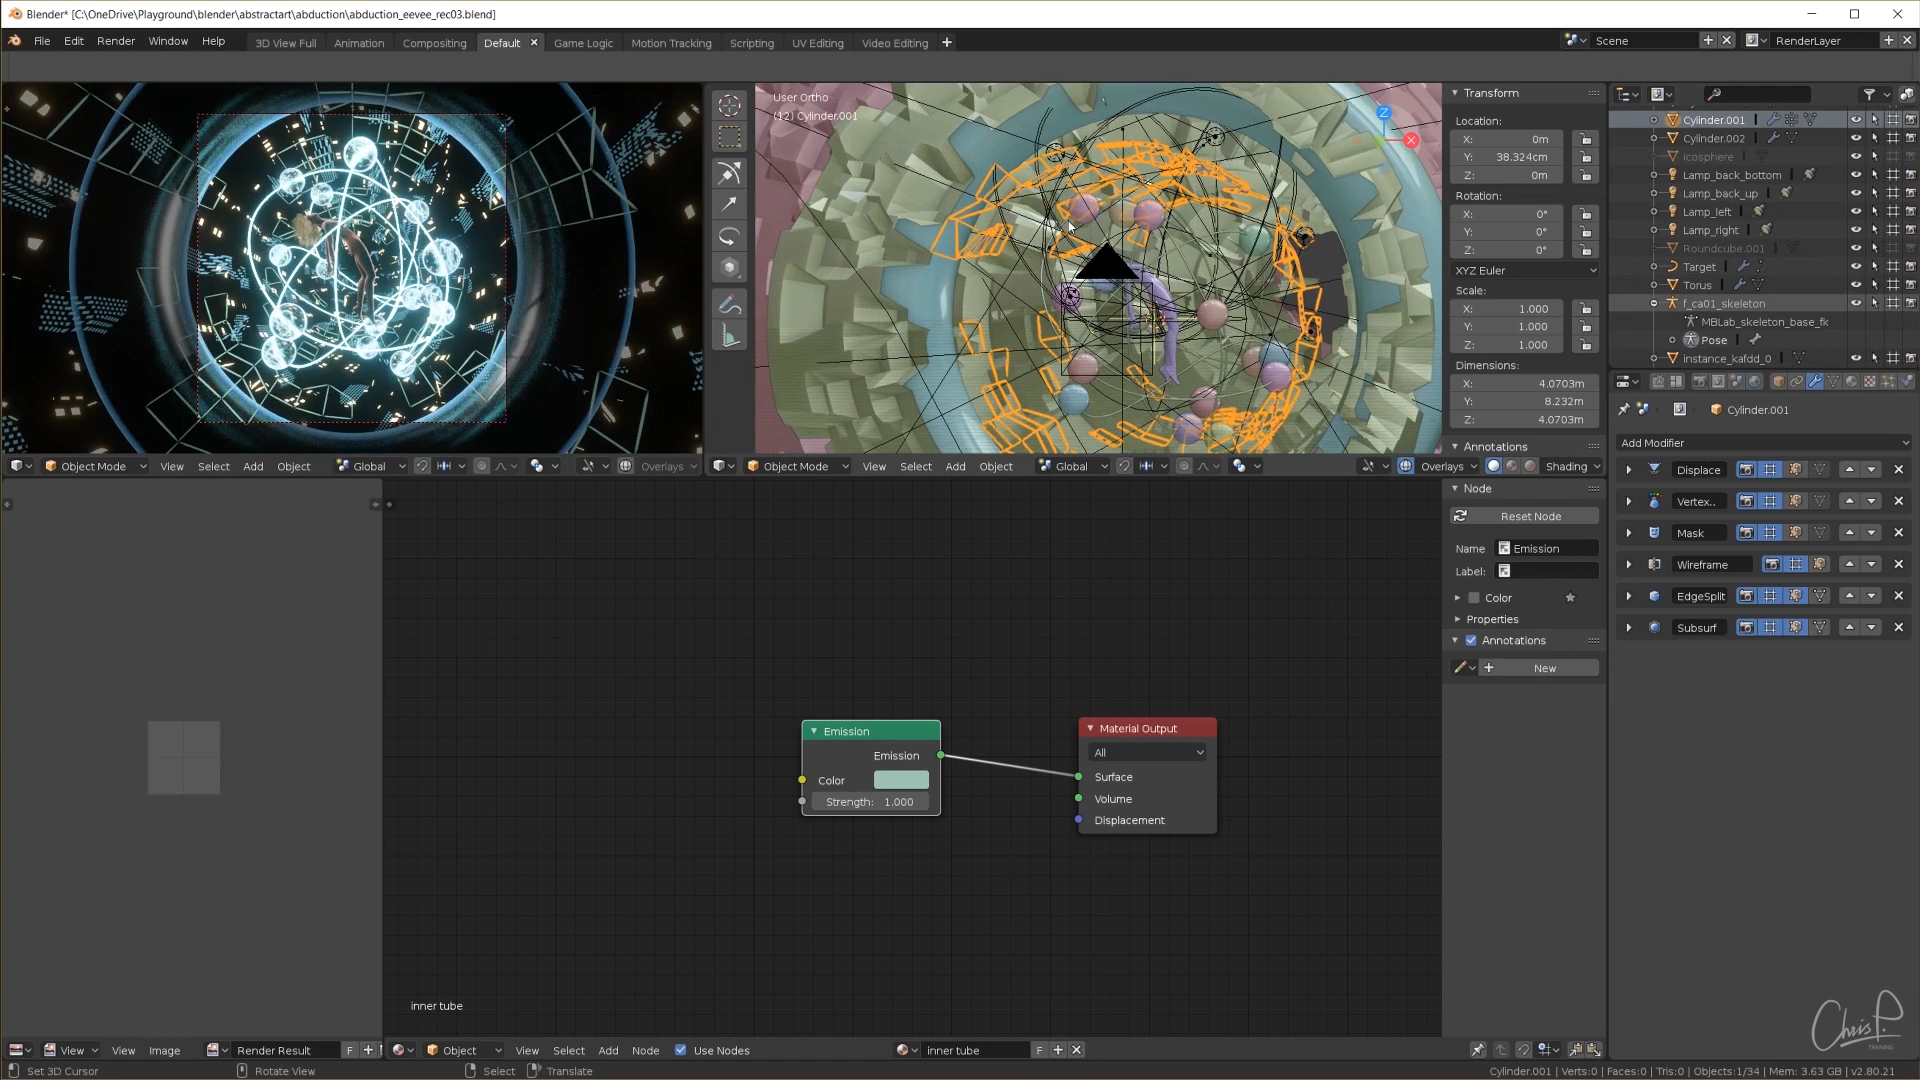 Blender* [C:\OneDrive\Playground\blender\abstractart\abduction\abduction_eevee_rec03.blend]
File Edit Render Window Help 3D View Full Animation Compositing Default Game Logic Motion Tracking Scripting UV Editing Video Editing Scene RenderLayer
User Ortho
(12) Cylinder.001
Z
X
Transform
Location:
X: 0m
Y: 38.324cm
Z: 0m
Rotation:
X: 0°
Y: 0°
Z: 0°
XYZ Euler
Scale:
X: 1.000
Y: 1.000
Z: 1.000
Dimensions:
X: 4.0703m
Y: 8.232m
Z: 4.0703m
Annotations
Cylinder.001
Cylinder.002
Icosphere
Lamp_back_bottom
Lamp_back_up
Lamp_left
Lamp_right
Roundcube.001
Target
Torus
f_ca01_skeleton
MBLab_skeleton_base_fk
Pose
instance_kafdd_0
Cylinder.001
Add Modifier
Displace
Vertex..
Mask
Wireframe
EdgeSplit
Subsurf
Object Mode View Select Add Object Global Overlays
Object Mode View Select Add Object Global Overlays Shading
Node
Reset Node
Name Emission
Label:
Color
Properties
Annotations
New
Emission
Emission
Color
Strength: 1.000
Material Output
All
Surface
Volume
Displacement
inner tube
View View Image Render Result F
Object View Select Add Node Use Nodes inner tube F
Set 3D Cursor Rotate View Select Translate
Cylinder.001 | Verts:0 | Faces:0 | Tris:0 | Objects:1/34 | Mem: 3.63 GB | v2.80.21
Chris P.
TRAINING